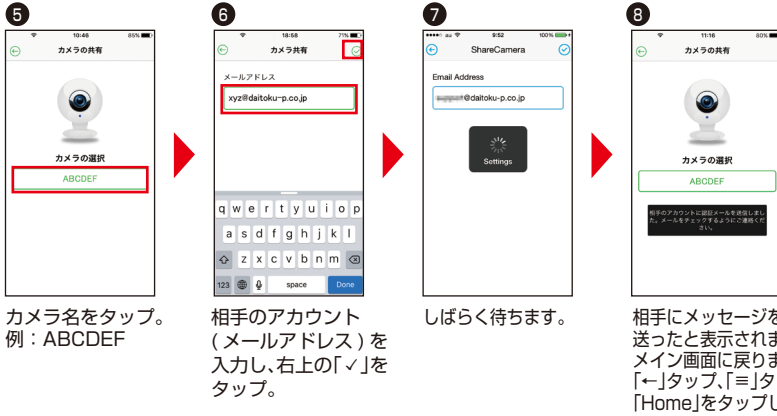 5
10:46
85%
カメラの共有
カメラの選択
ABCDEF
カメラ名をタップ。
例：ABCDEF
6
18:58
71%
カメラ共有
メールアドレス
xyz@daitoku-p.co.jp
q w e r t y u i o p
a s d f g h j k l
z x c v b n m
123 space Done
相手のアカウント
(メールアドレス)を
入力し、右上の「✓」を
タップ。
7
au 9:52 100%
ShareCamera
Email Address
@daitoku-p.co.jp
Settings
しばらく待ちます。
8
11:16
80%
カメラの共有
カメラの選択
ABCDEF
相手のアカウントに認証メールを送信しまし
た。メールをチェックするようにご連絡くだ
さい。
相手にメッセージを
送ったと表示されま
メイン画面に戻りま
「←」タップ、「≡」タ
「Home」をタップし